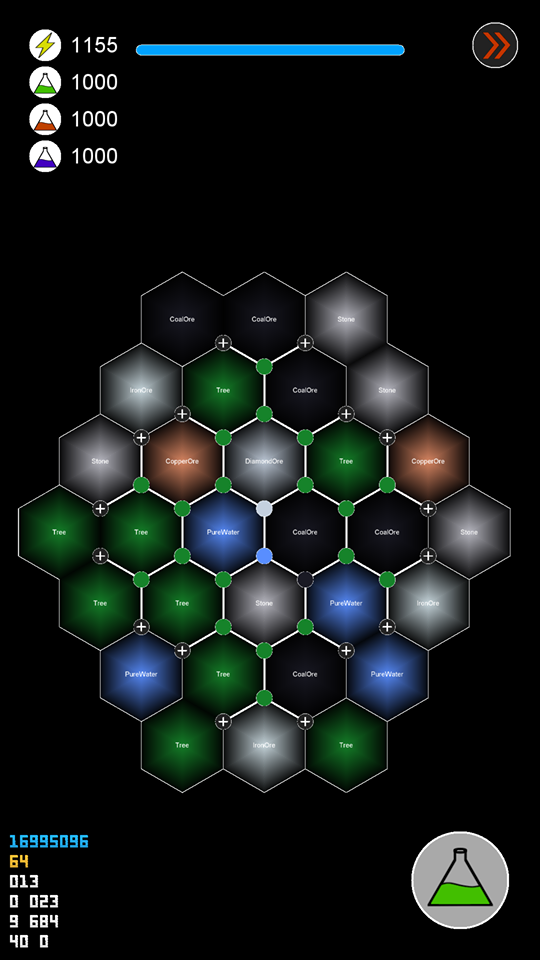 1155
1000
1000
1000
CoalOre CoalOre Stone
IronOre Tree CoalOre Stone
Stone CopperOre DiamondOre Tree CopperOre
Tree Tree PureWater CoalOre CoalOre Stone
Tree Tree Stone PureWater IronOre
PureWater Tree CoalOre PureWater
Tree IronOre Tree
16995096
64
013
0 023
9 684
40 0